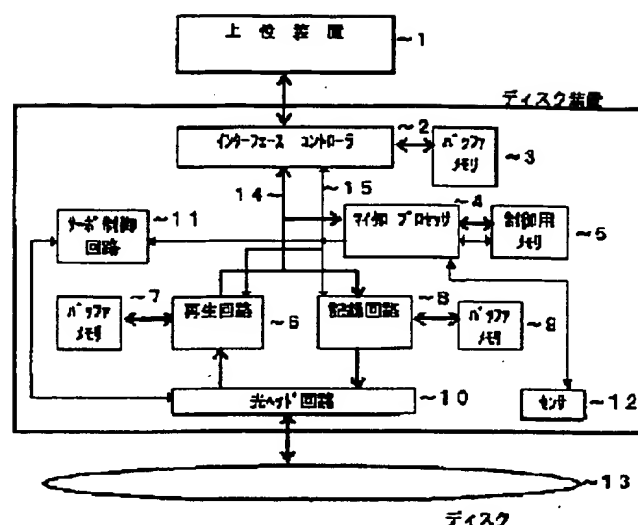 上位装置
~1
ディスク装置
インターフェース コントローラ
~2
バッファ
メモリ
~3
14
~15
サーボ制御
回路
~11
マイクロ プロセッサ
~4
制御用
メモリ
~5
バッファ
メモリ
~7
再生回路
~6
記録回路
~8
バッファ
メモリ
~9
光ヘッド回路
~10
センサ
~12
~13
ディスク